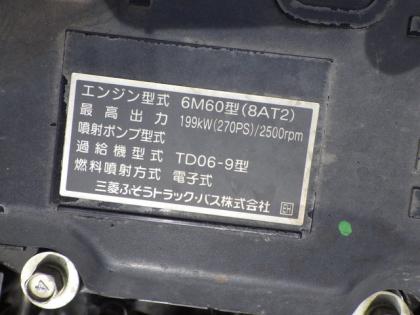 エンジン型式 6M60型(8AT2)
最高出力 199kW(270PS)/2500rpm
噴射ポンプ型式
過給機型式 TD06-9型
燃料噴射方式 電子式
三菱ふそうトラック・バス株式会社